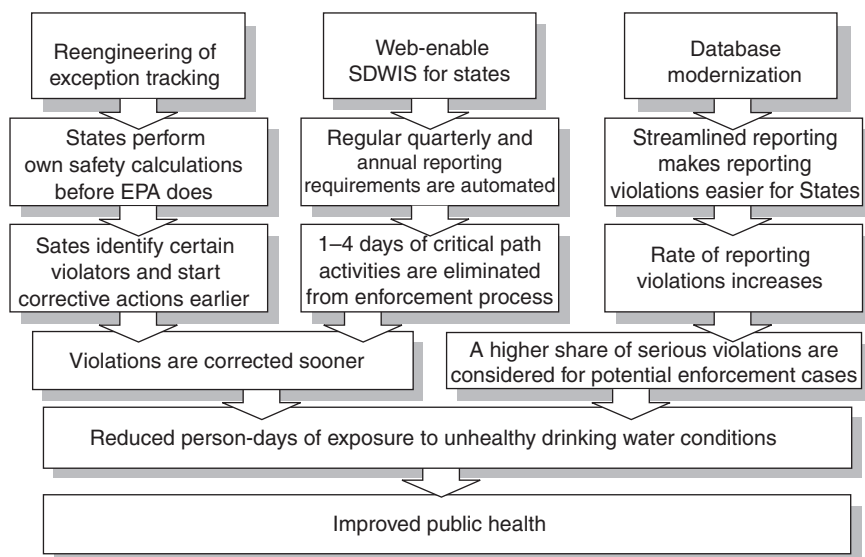 Reengineering of
exception tracking
Web-enable
SDWIS for states
Database
modernization
States perform
own safety calculations
before EPA does
Regular quarterly and
annual reporting
requirements are automated
Streamlined reporting
makes reporting
violations easier for States
Sates identify certain
violators and start
corrective actions earlier
1–4 days of critical path
activities are eliminated
from enforcement process
Rate of reporting
violations increases
Violations are corrected sooner
A higher share of serious violations are
considered for potential enforcement cases
Reduced person-days of exposure to unhealthy drinking water conditions
Improved public health